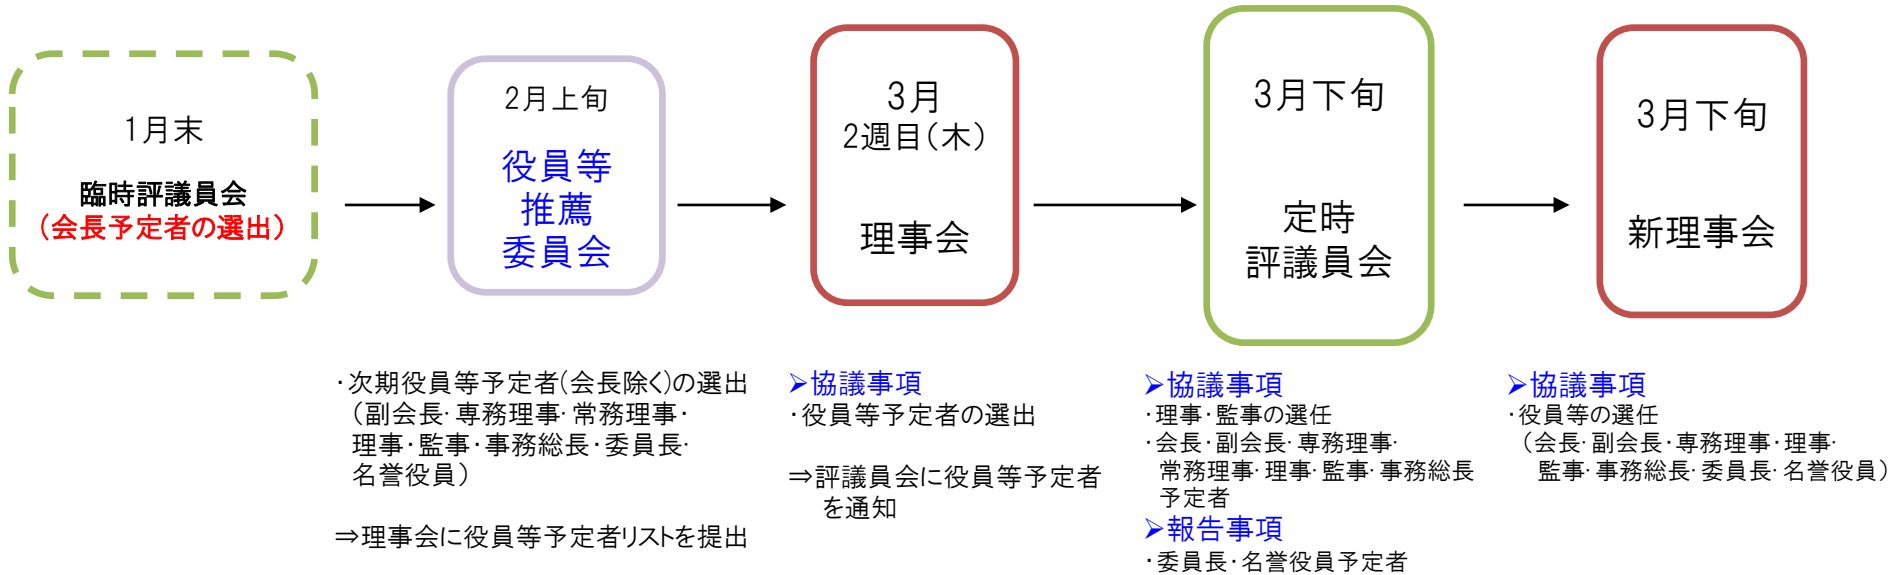 1月末
臨時評議員会
（会長予定者の選出）
2月上旬
役員等
推薦
委員会
3月
2週目（木）
理事会
3月下旬
定時
評議員会
3月下旬
新理事会
・次期役員等予定者(会長除く)の選出
（副会長・専務理事・常務理事・
理事・監事・事務総長・委員長・
名誉役員）
⇒理事会に役員等予定者リストを提出
➢協議事項
・役員等予定者の選出
⇒評議員会に役員等予定者
を通知
➢協議事項
・理事・監事の選任
・会長・副会長・専務理事・
常務理事・理事・監事・事務総長
予定者
➢報告事項
・委員長・名誉役員予定者
➢協議事項
・役員等の選任
（会長・副会長・専務理事・理事・
監事・事務総長・委員長・名誉役員）